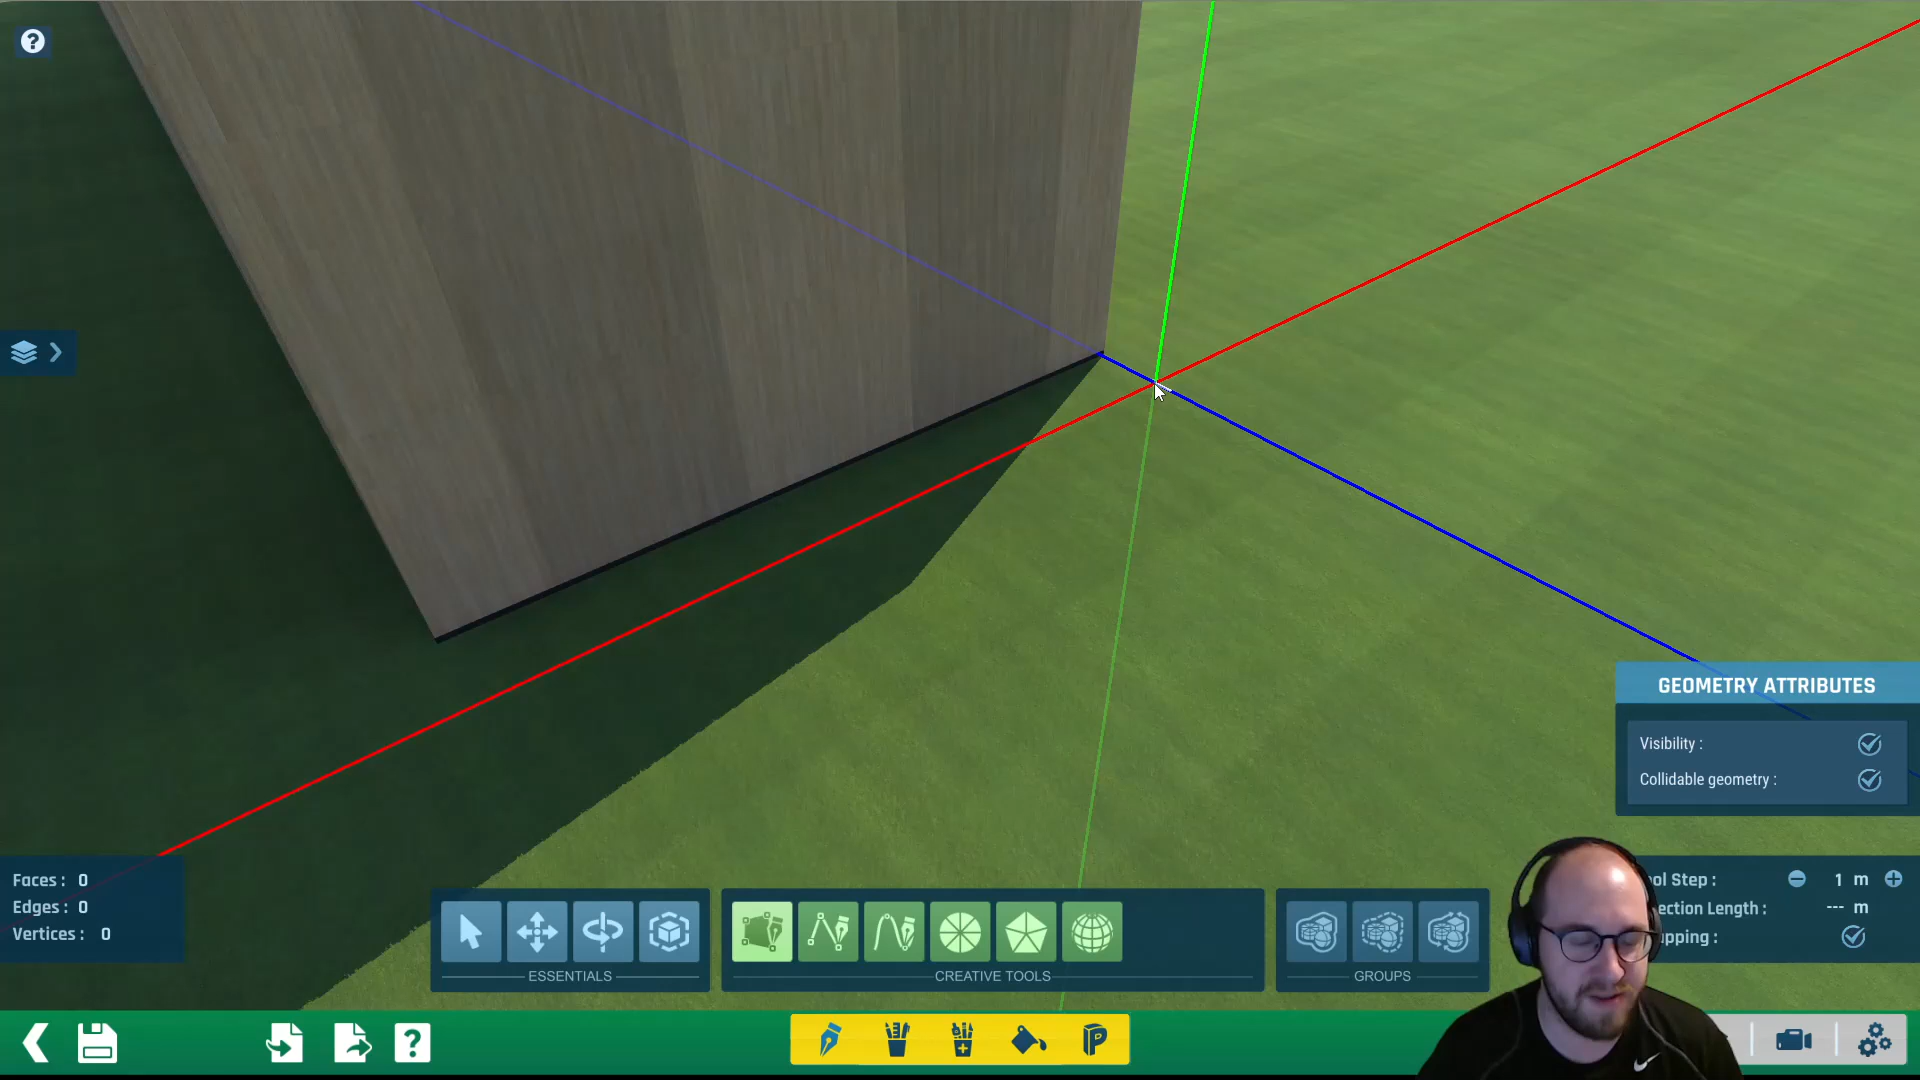 GEOMETRY ATTRIBUTES
Visibility :
Collidable geometry :
Faces : 0
Edges : 0
Vertices : 0
ool Step : 1 m
ection Length : --- m
pping :
ESSENTIALS
CREATIVE TOOLS
GROUPS